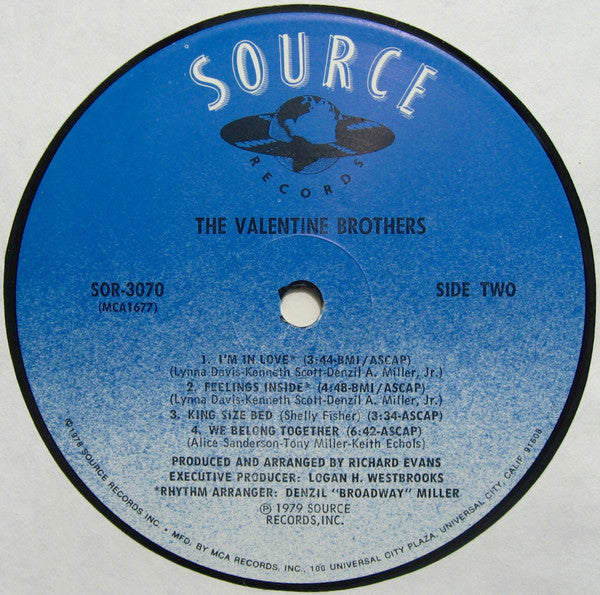 SOURCE
RECORDS
THE VALENTINE BROTHERS
SOR-3070
(MCA1677)
SIDE TWO
1. I'M IN LOVE* (3:44-BMI/ASCAP)
(Lynna Davis-Kenneth Scott-Denzil A. Miller, Jr.)
2. FEELINGS INSIDE* (4:48-BMI/ASCAP)
(Lynna Davis-Kenneth Scott-Denzil A. Miller, Jr.)
3. KING SIZE BED (Shelly Fisher) (3:34-ASCAP)
4. WE BELONG TOGETHER (6:42-ASCAP)
(Alice Sanderson-Tony Miller-Keith Echols)
PRODUCED AND ARRANGED BY RICHARD EVANS
EXECUTIVE PRODUCER: LOGAN H. WESTBROOKS
*RHYTHM ARRANGER: DENZIL "BROADWAY" MILLER
℗ 1979 SOURCE
RECORDS,INC.
©1978 SOURCE RECORDS INC. • MFD. BY MCA RECORDS, INC., 100 UNIVERSAL CITY PLAZA, UNIVERSAL CITY, CALIF. 91608